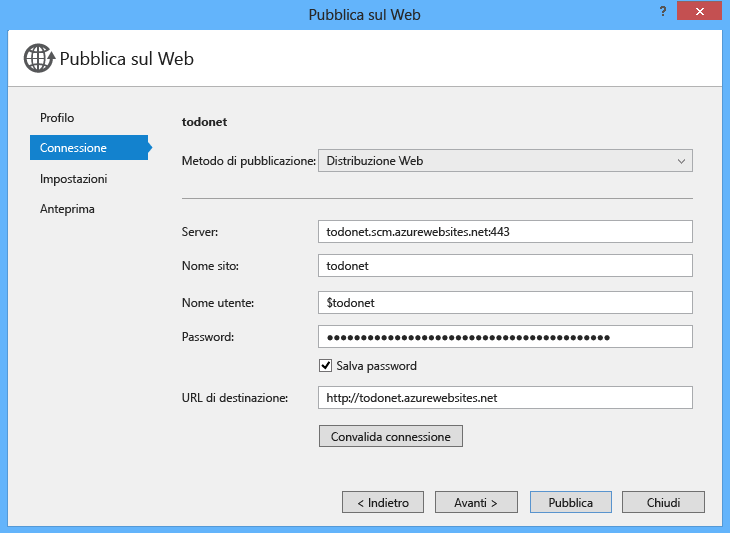 Pubblica sul Web
?
Pubblica sul Web
Profilo
Connessione
Impostazioni
Anteprima
todonet
Metodo di pubblicazione: Distribuzione Web
Server: todonet.scm.azurewebsites.net:443
Nome sito: todonet
Nome utente: $todonet
Password: ●●●●●●●●●●●●●●●●●●●●●●●●●●●●●●●●●●●●●●●●●●
Salva password
URL di destinazione: http://todonet.azurewebsites.net
Convalida connessione
< Indietro Avanti > Pubblica Chiudi